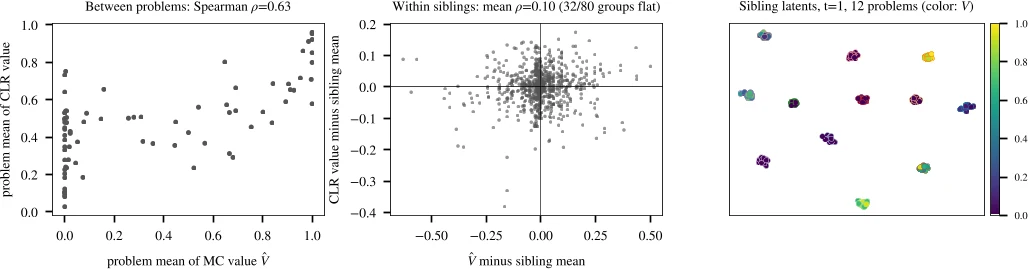 Between problems: Spearman ρ=0.63
1.0
0.8
0.6
0.4
0.2
0.0
problem mean of CLR value
0.0 0.2 0.4 0.6 0.8 1.0
problem mean of MC value V̂
Within siblings: mean ρ=0.10 (32/80 groups flat)
0.2
0.1
0.0
−0.1
−0.2
−0.3
−0.4
CLR value minus sibling mean
−0.50 −0.25 0.00 0.25 0.50
V̂ minus sibling mean
Sibling latents, t=1, 12 problems (color: V)
1.0
0.8
0.6
0.4
0.2
0.0